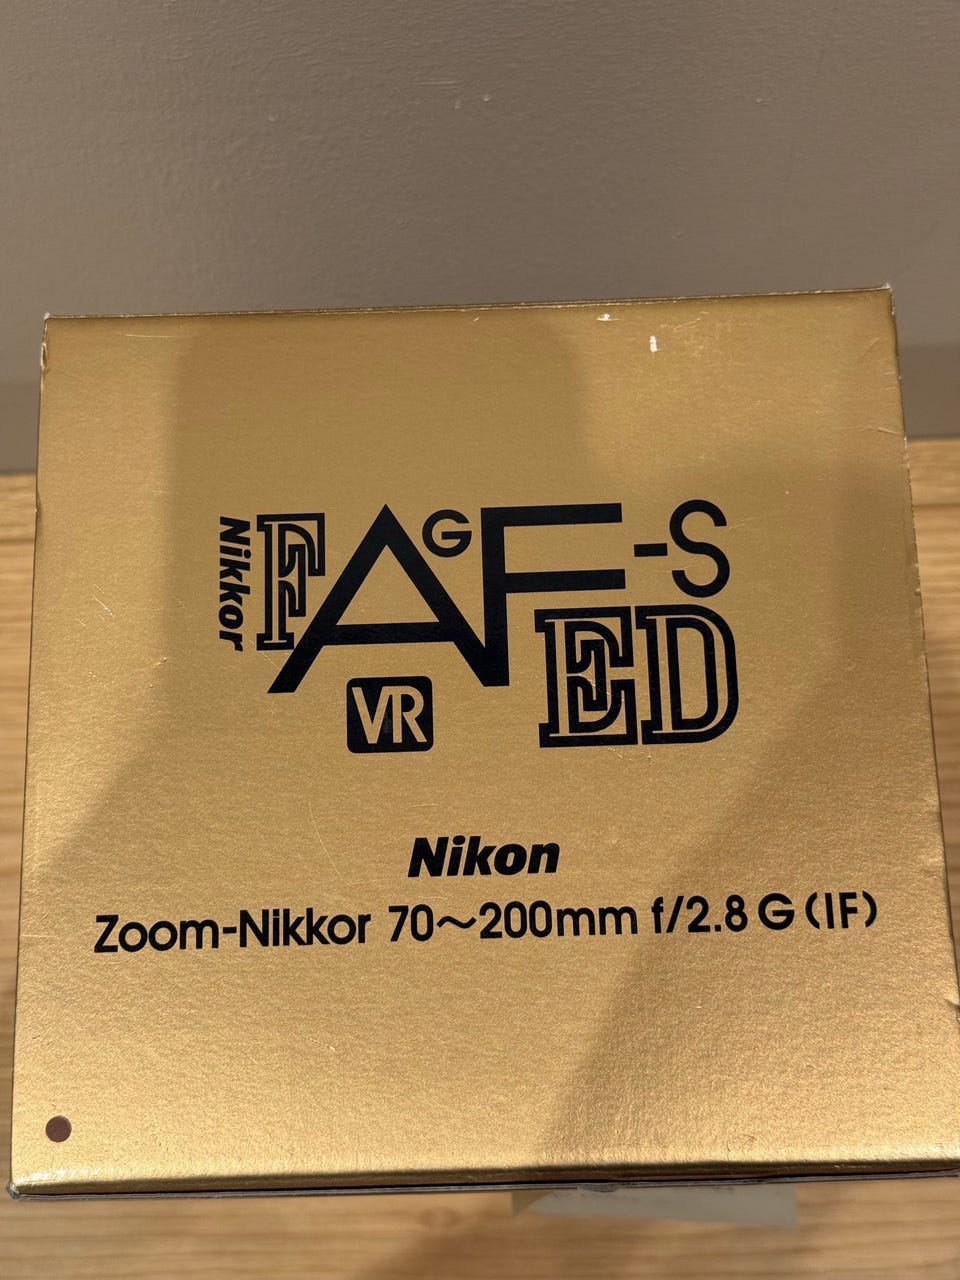 Nikkor F AF-S
G
ED
VR
Nikon
Zoom-Nikkor 70~200mm f/2.8 G (IF)